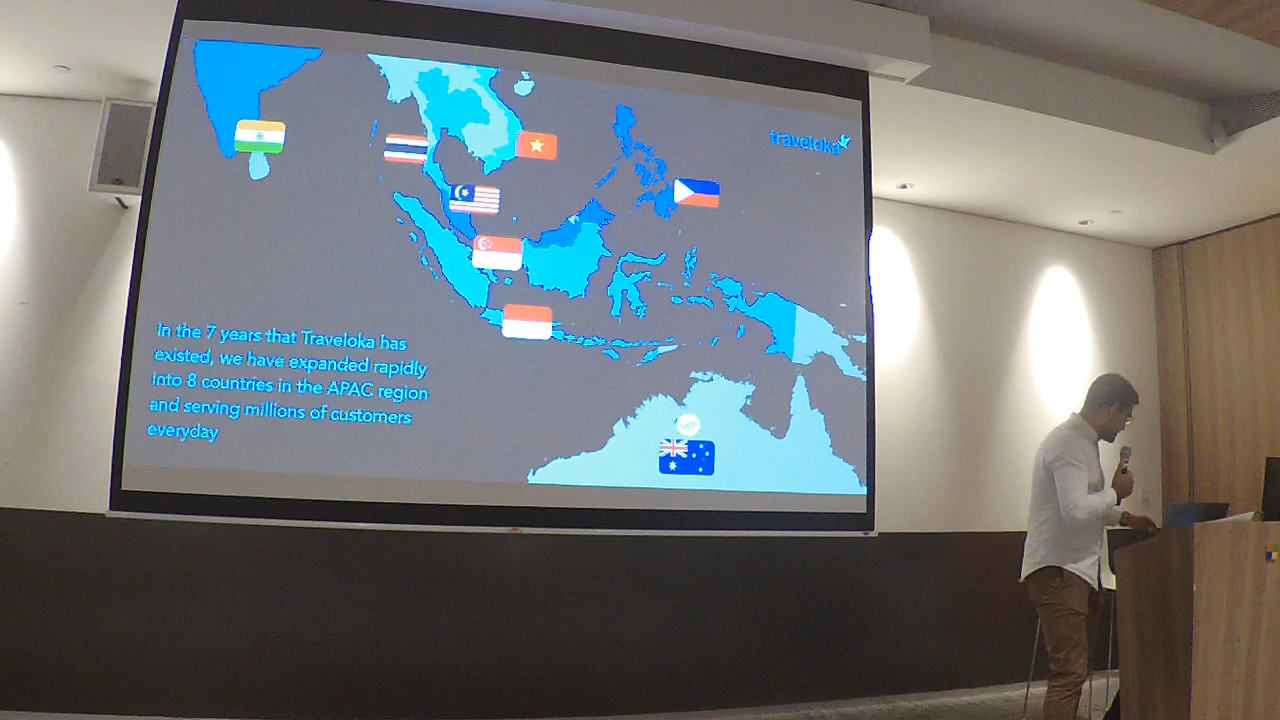 traveloka
In the 7 years that Traveloka has
existed, we have expanded rapidly
into 8 countries in the APAC region
and serving millions of customers
everyday